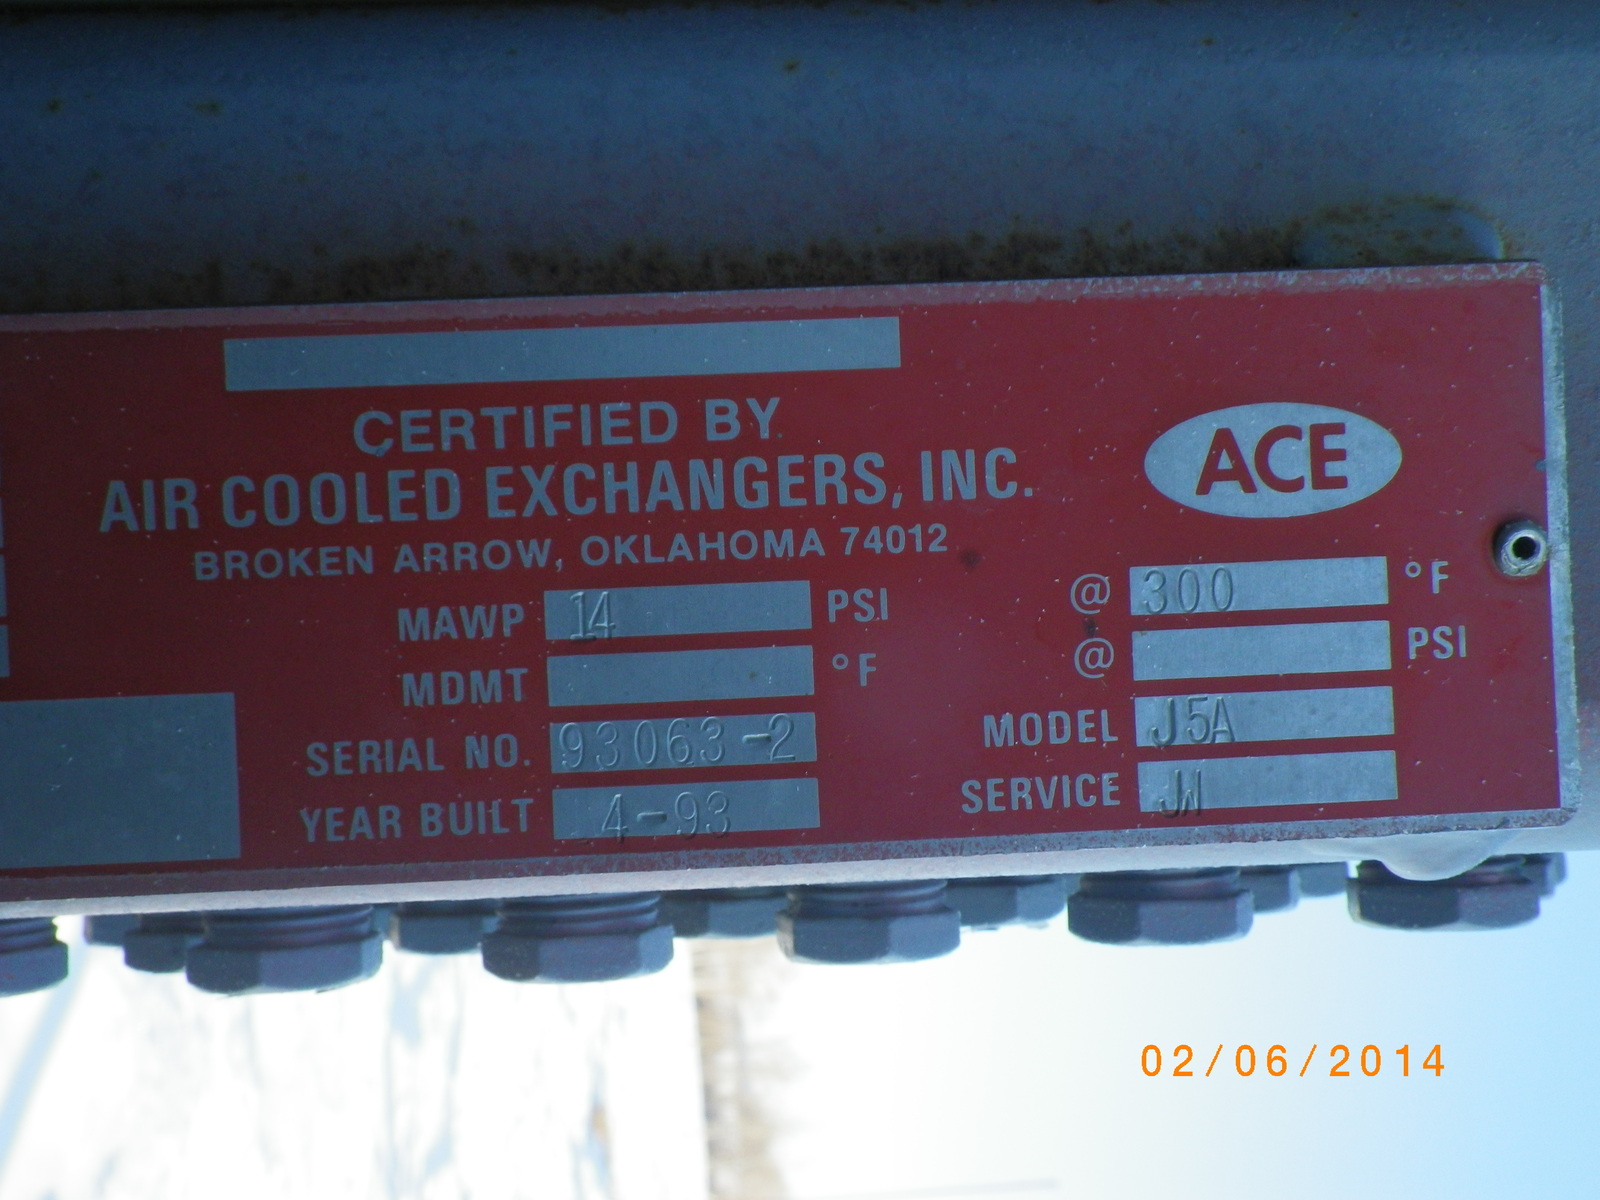 CERTIFIED BY
AIR COOLED EXCHANGERS, INC.
BROKEN ARROW, OKLAHOMA 74012
ACE
MAWP 14 PSI @ 300 °F
MDMT °F @ PSI
SERIAL NO. 93063-2 MODEL J5A
YEAR BUILT 4-93 SERVICE JW
02/06/2014